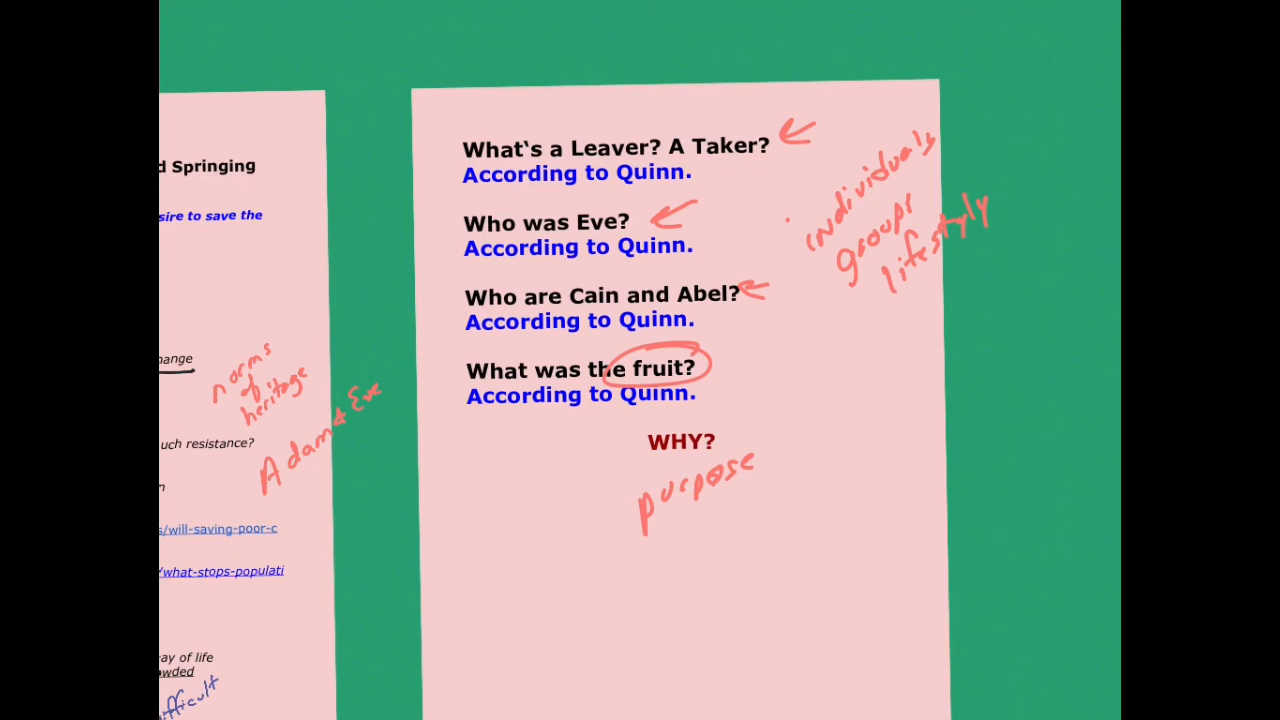 d Springing
sire to save the
hange
norms
of
heritage
Adam & Eve
uch resistance?
n
s/will-saving-poor-c
/what-stops-populati
ay of life
owded
fficult
What's a Leaver? A Taker?
According to Quinn.
individuals
groups
lifestyly
Who was Eve?
According to Quinn.
Who are Cain and Abel?
According to Quinn.
What was the fruit?
According to Quinn.
WHY?
purpose